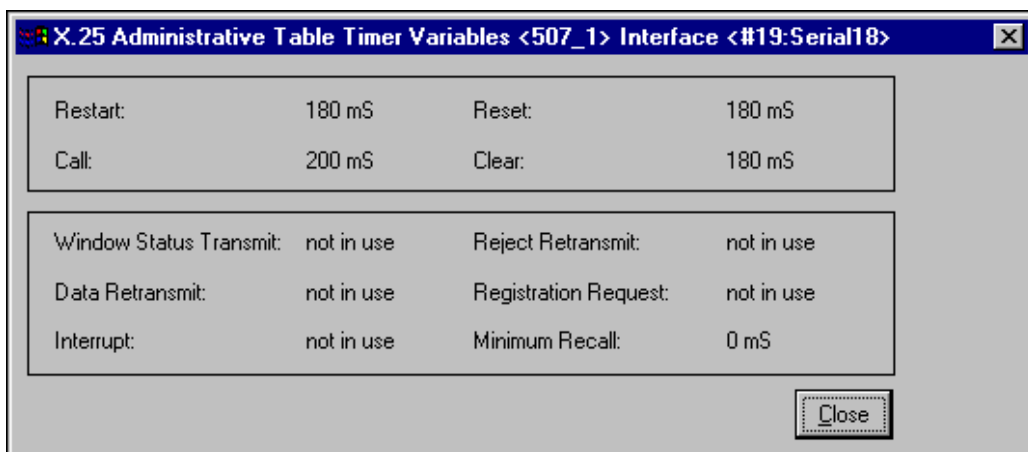 X.25 Administrative Table Timer Variables <507_1> Interface <#19:Serial18>
Restart: 180 mS Reset: 180 mS
Call: 200 mS Clear: 180 mS
Window Status Transmit: not in use Reject Retransmit: not in use
Data Retransmit: not in use Registration Request: not in use
Interrupt: not in use Minimum Recall: 0 mS
Close